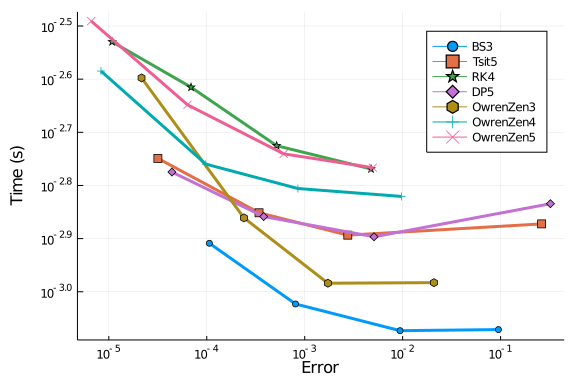 10^-2.5
10^-2.6
10^-2.7
10^-2.8
10^-2.9
10^-3.0
Time (s)
BS3
Tsit5
RK4
DP5
OwrenZen3
OwrenZen4
OwrenZen5
10^-5 10^-4 10^-3 10^-2 10^-1
Error